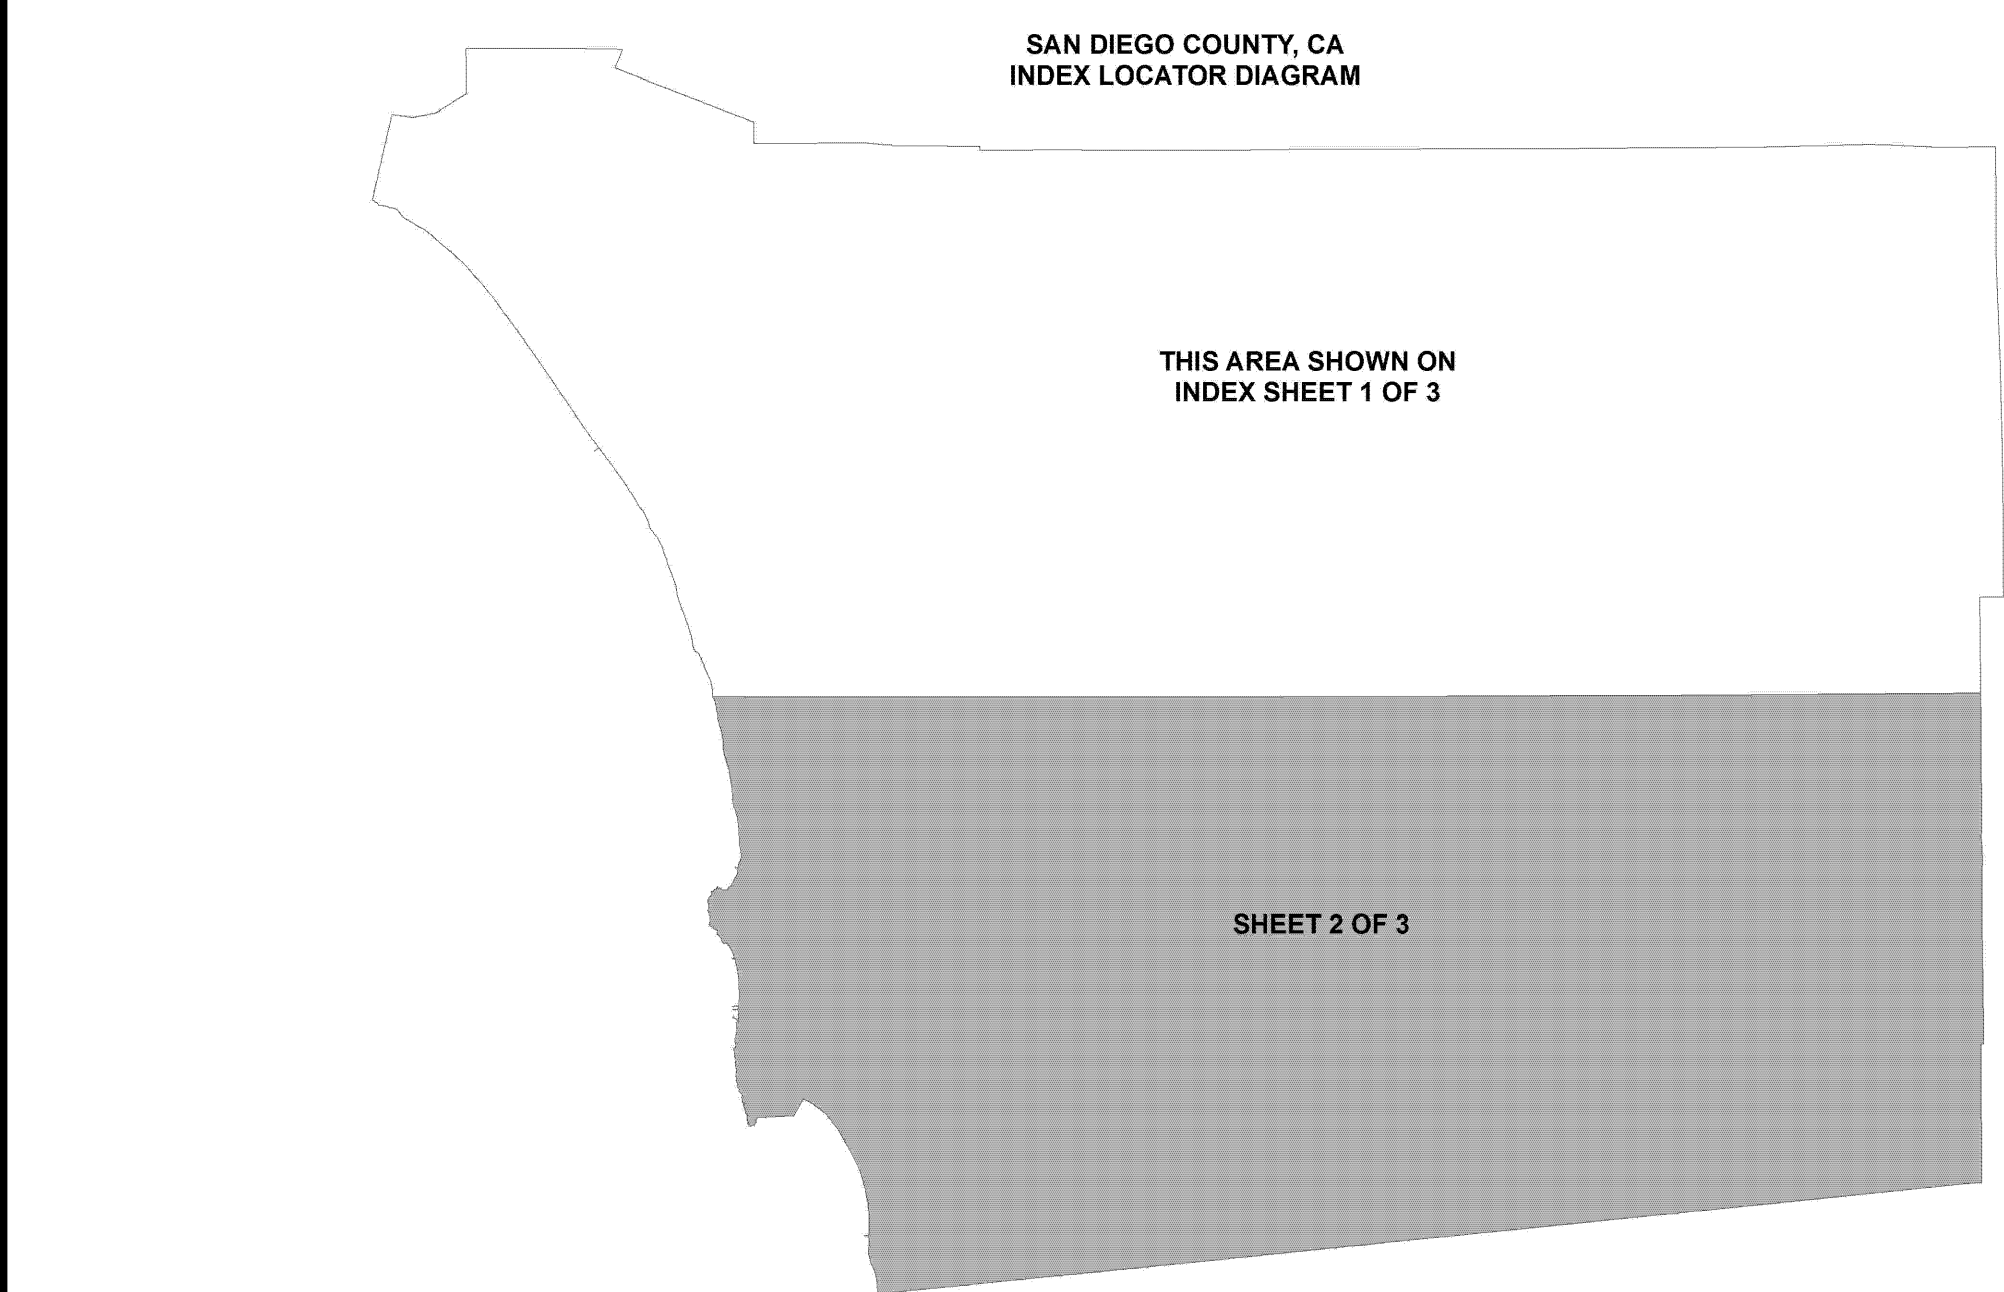 SAN DIEGO COUNTY, CA
INDEX LOCATOR DIAGRAM
THIS AREA SHOWN ON
INDEX SHEET 1 OF 3
SHEET 2 OF 3